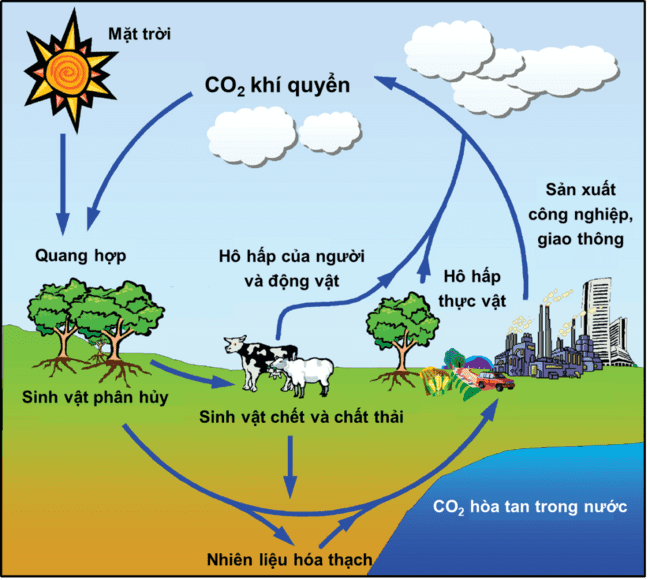 Mặt trời
CO₂ khí quyển
Sản xuất
công nghiệp,
giao thông
Quang hợp
Hô hấp của người
và động vật
Hô hấp
thực vật
Sinh vật phân hủy
Sinh vật chết và chất thải
CO₂ hòa tan trong nước
Nhiên liệu hóa thạch